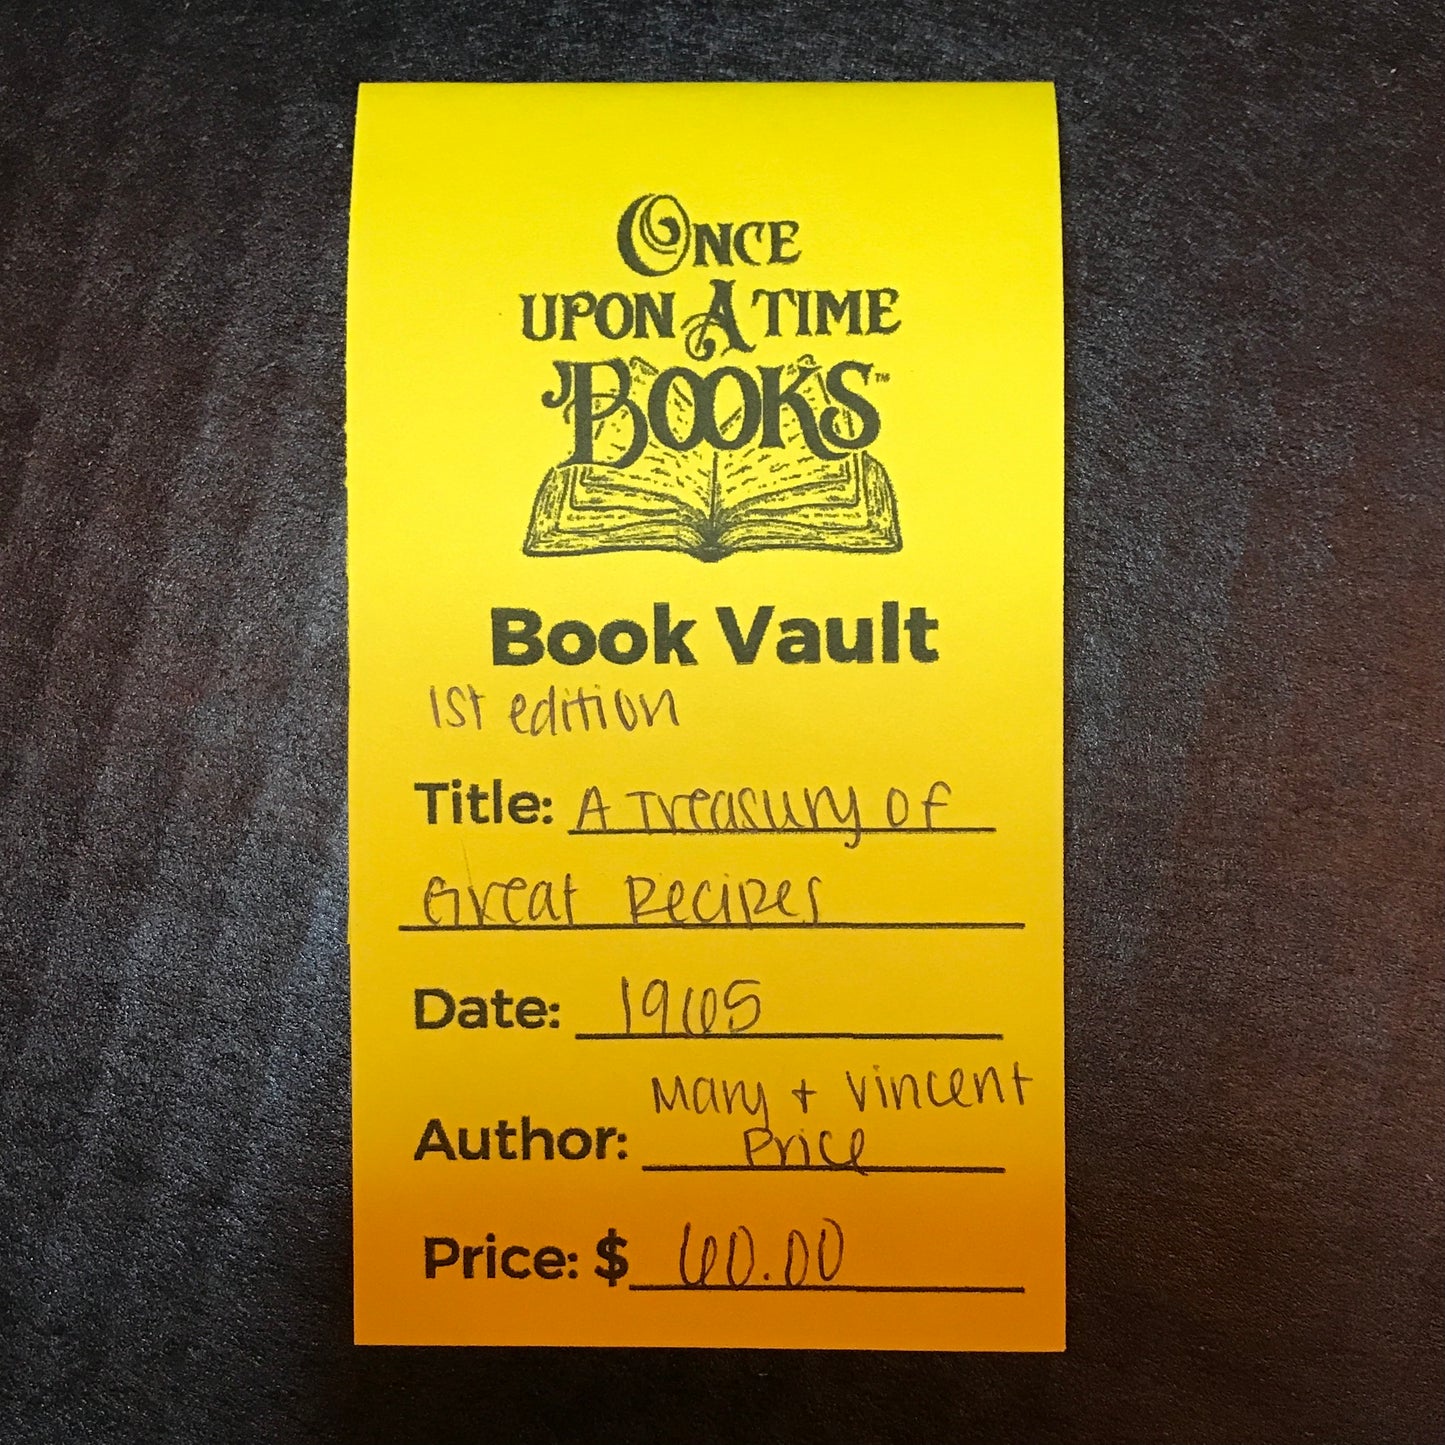 ONCE
UPON A TIME
BOOKS™
Book Vault
1st edition
Title: A Treasury of
Great Recipes
Date: 1965
Mary + Vincent
Author: Price
Price: $ 60.00